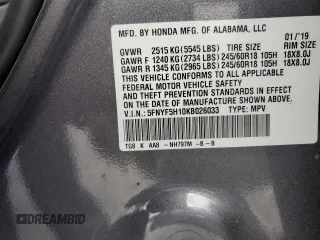 MFD. BY HONDA MFG. OF ALABAMA, LLC
01/'19
GVWR 2515 KG (5545 LBS) TIRE SIZE RIM SIZE
GAWR F 1240 KG (2734 LBS) 245/60R18 105H 18X8.0J
GAWR R 1345 KG (2965 LBS) 245/60R18 105H 18X8.0J
THIS VEHICLE CONFORMS TO ALL APPLICABLE
FEDERAL MOTOR VEHICLE SAFETY AND
THEFT PREVENTION STANDARDS IN EFFECT ON
THE DATE OF MANUFACTURE SHOWN ABOVE.
V.I.N.: 5FNYF5H10KB026033 TYPE: MPV
TG8 K AA8 -NH797M -B-B
DREAMBID
© DREAMBID.COM